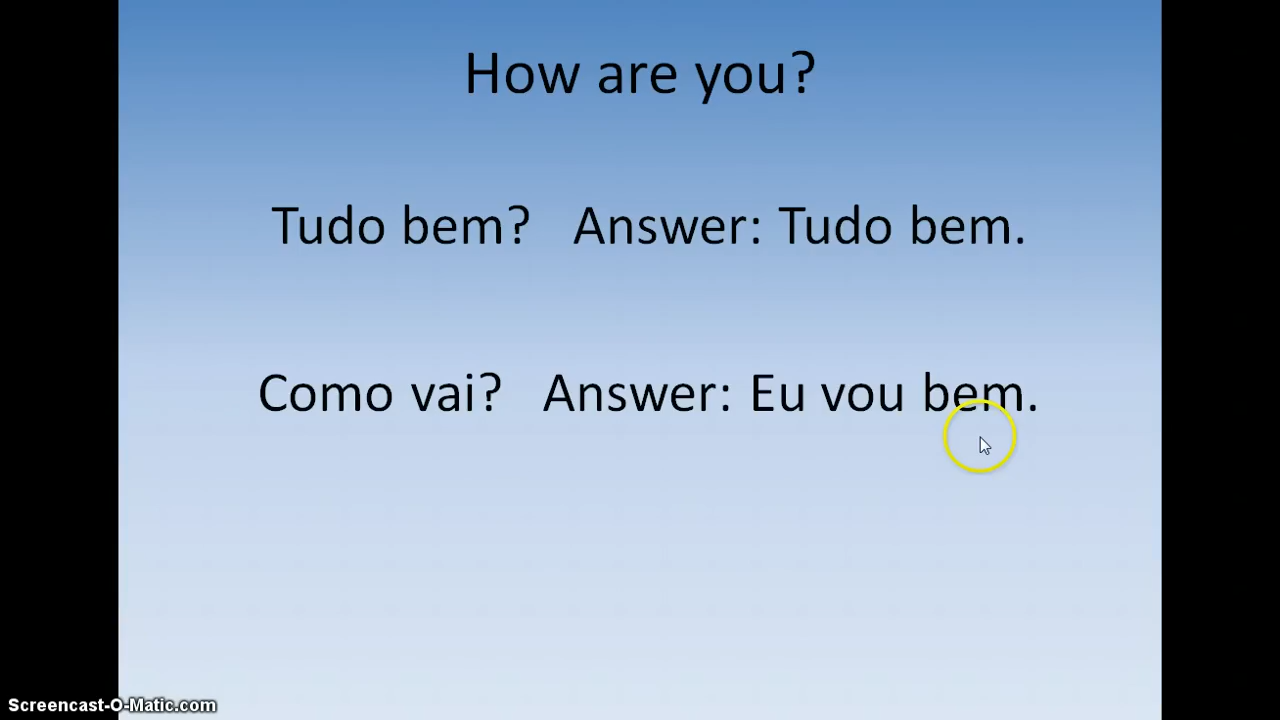 How are you?
Tudo bem? Answer: Tudo bem.
Como vai? Answer: Eu vou bem.
Screencast-O-Matic.com